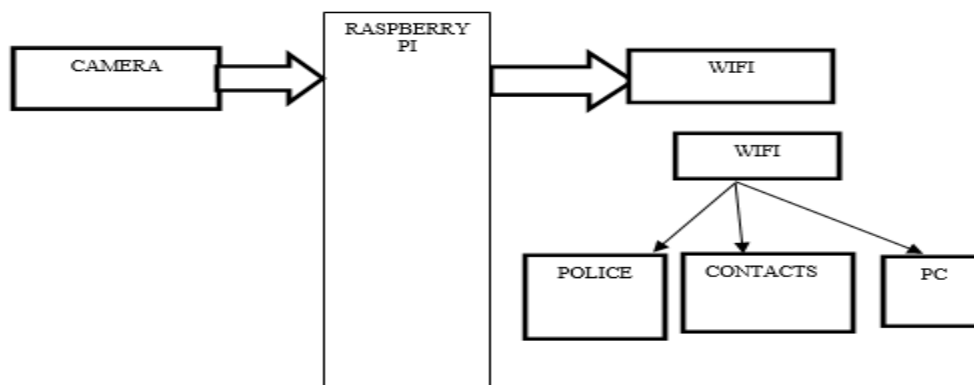 RASPBERRY
PI
CAMERA
WIFI
WIFI
POLICE
CONTACTS
PC